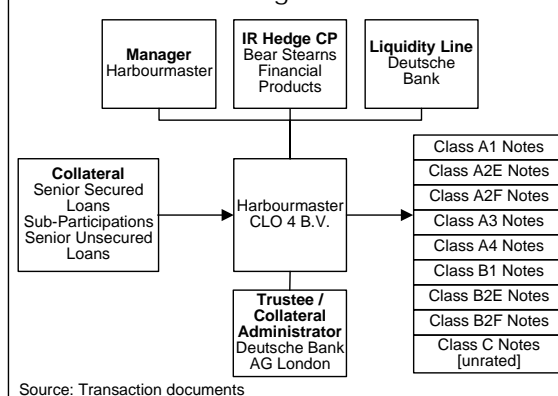 Manager
Harbourmaster
IR Hedge CP
Bear Stearns
Financial
Products
Liquidity Line
Deutsche
Bank
Collateral
Senior Secured
Loans
Sub-Participations
Senior Unsecured
Loans
Harbourmaster
CLO 4 B.V.
Class A1 Notes
Class A2E Notes
Class A2F Notes
Class A3 Notes
Class A4 Notes
Class B1 Notes
Class B2E Notes
Class B2F Notes
Class C Notes
[unrated]
Trustee /
Collateral
Administrator
Deutsche Bank
AG London
Source: Transaction documents